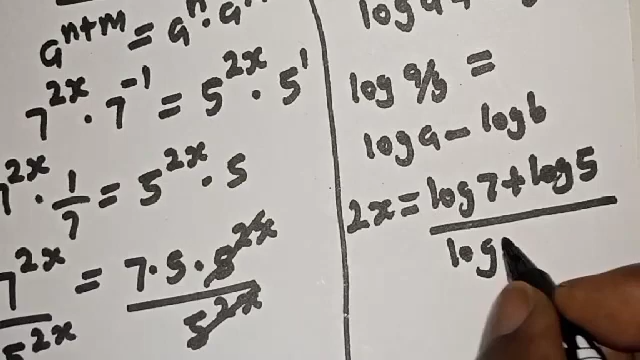 a^{n+m} = a^n · a^m
7^{2x} · 7^{-1} = 5^{2x} · 5^1
7^{2x} · 1/7 = 5^{2x} · 5
7^{2x}/5^{2x} = 7·5·5^{2x}/5^{2x}
log a +
log a/b =
log a - log b
2x = log 7 + log 5
log